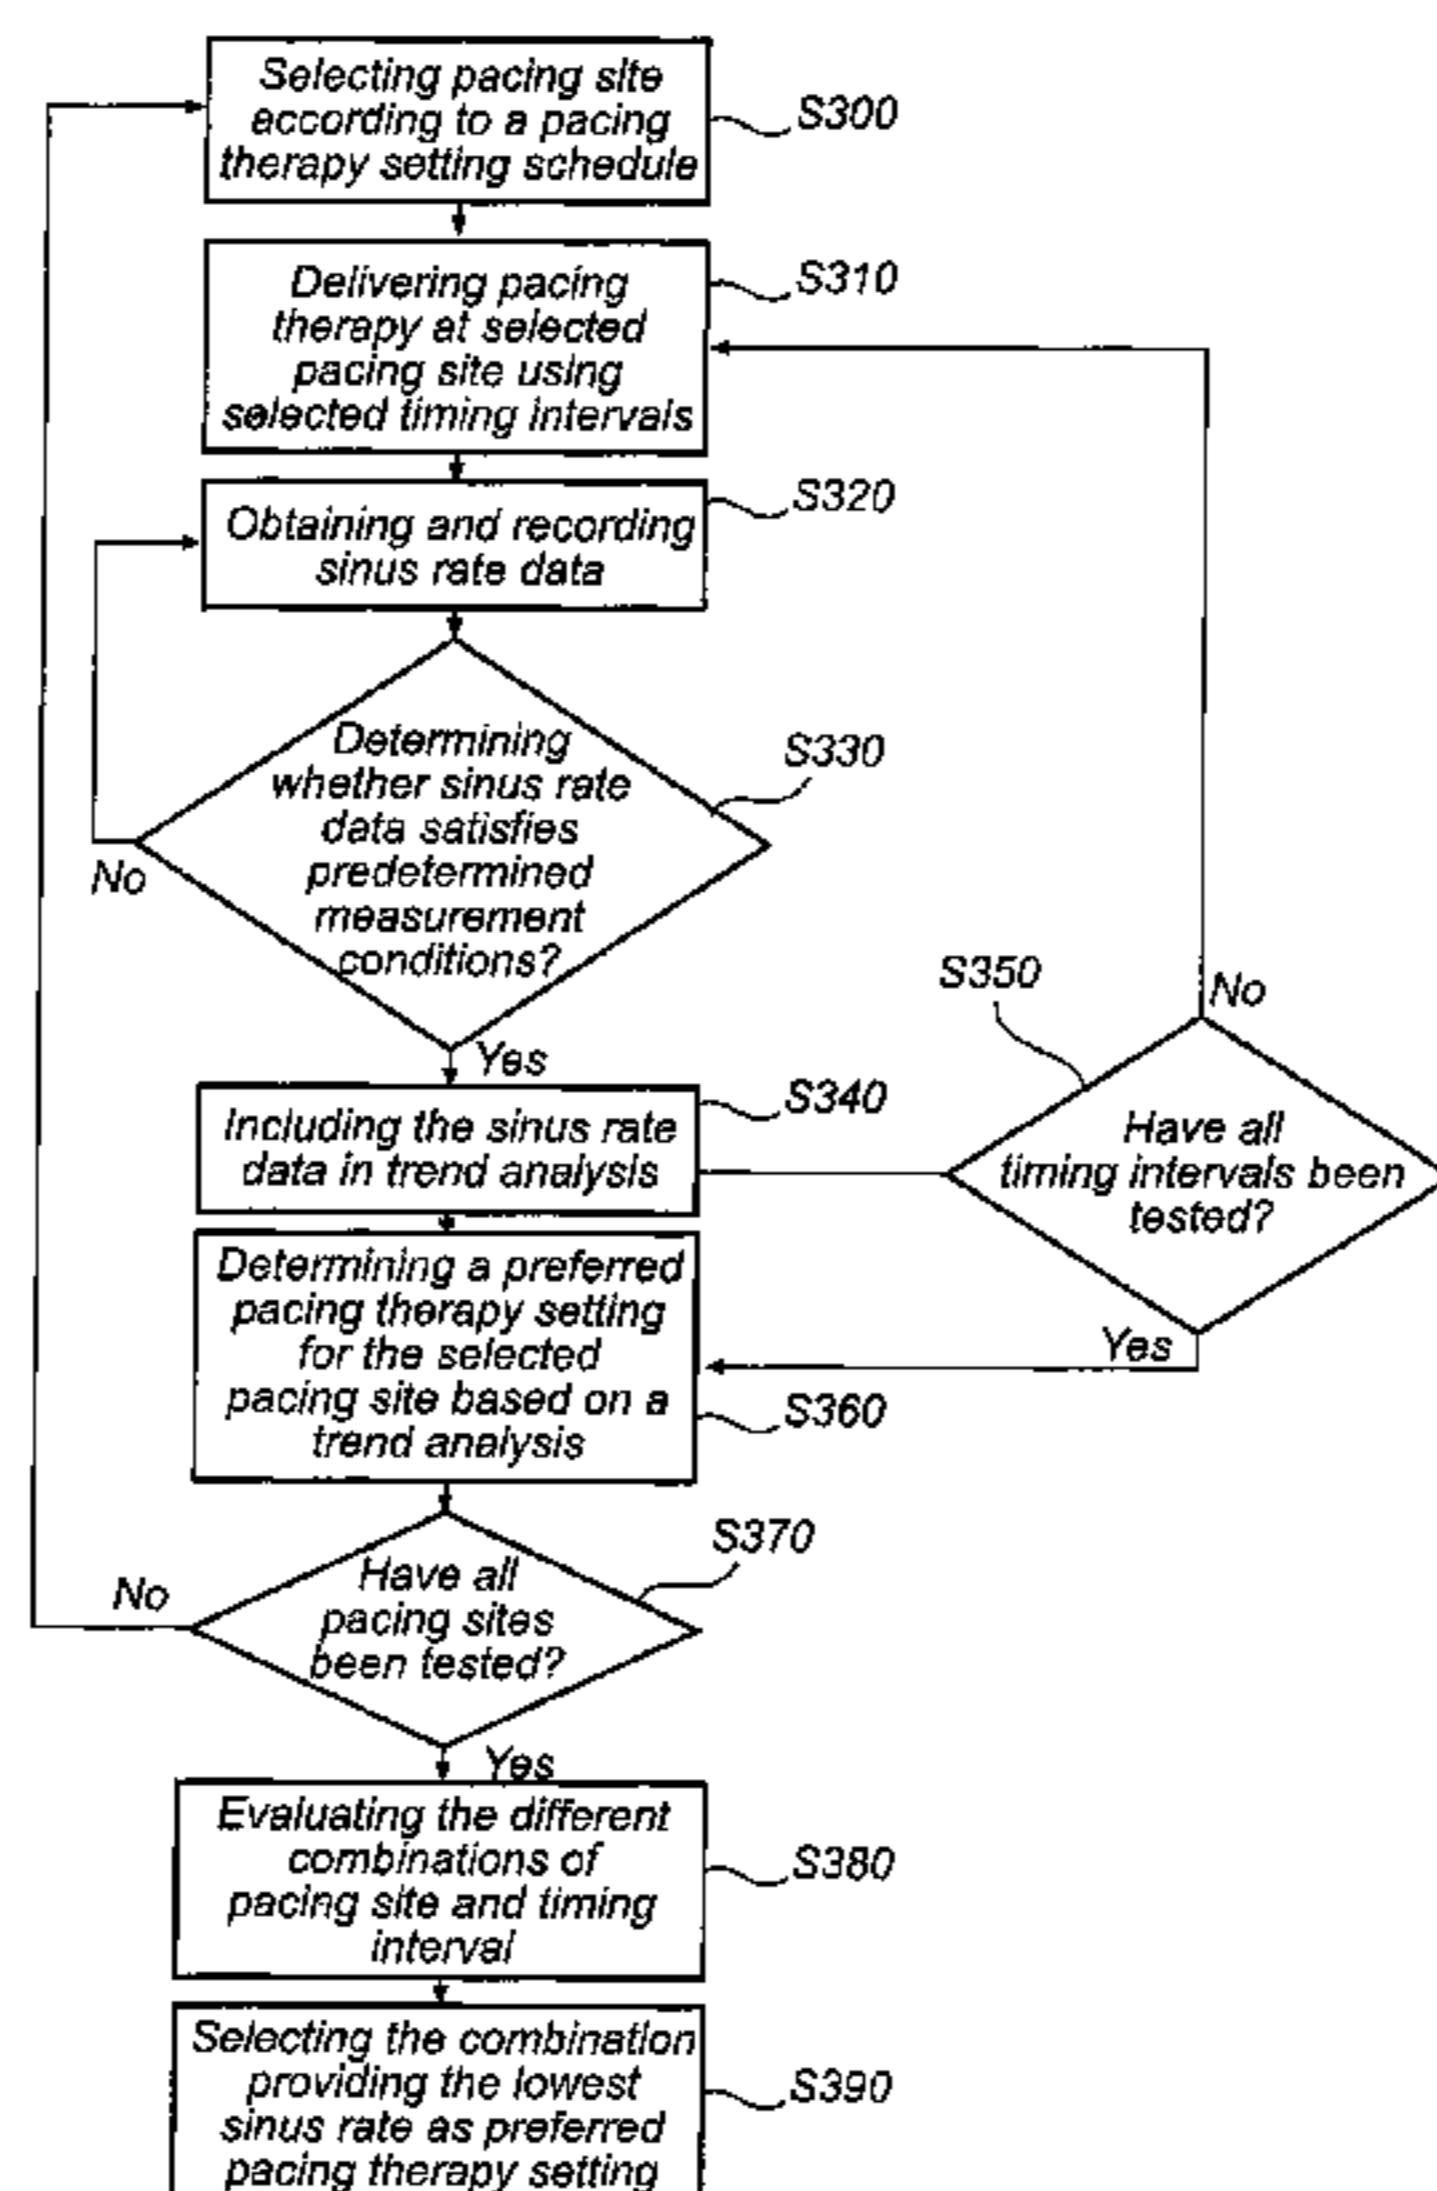 Selecting pacing site
according to a pacing
therapy setting schedule
S300
Delivering pacing
therapy at selected
pacing site using
selected timing intervals
S310
Obtaining and recording
sinus rate data
S320
Determining
whether sinus rate
data satisfies
predetermined
measurement
conditions?
S330
No
Yes
Including the sinus rate
data in trend analysis
S340
S350
No
Have all
timing intervals been
tested?
Yes
Determining a preferred
pacing therapy setting
for the selected
pacing site based on a
trend analysis
S360
Have all
pacing sites
been tested?
S370
No
Yes
Evaluating the different
combinations of
pacing site and timing
interval
S380
Selecting the combination
providing the lowest
sinus rate as preferred
pacing therapy setting
S390